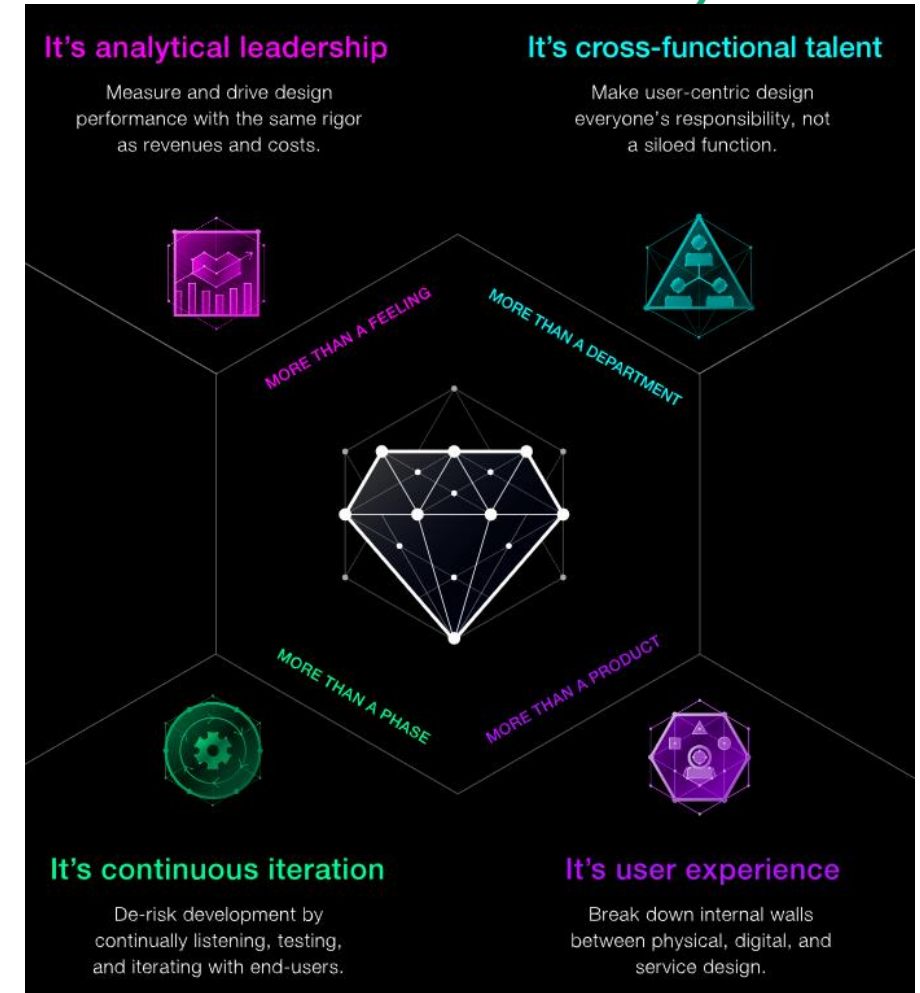 It's analytical leadership
Measure and drive design
performance with the same rigor
as revenues and costs.
It's cross-functional talent
Make user-centric design
everyone's responsibility, not
a siloed function.
MORE THAN A FEELING
MORE THAN A DEPARTMENT
MORE THAN A PHASE
MORE THAN A PRODUCT
It's continuous iteration
De-risk development by
continually listening, testing,
and iterating with end-users.
It's user experience
Break down internal walls
between physical, digital, and
service design.